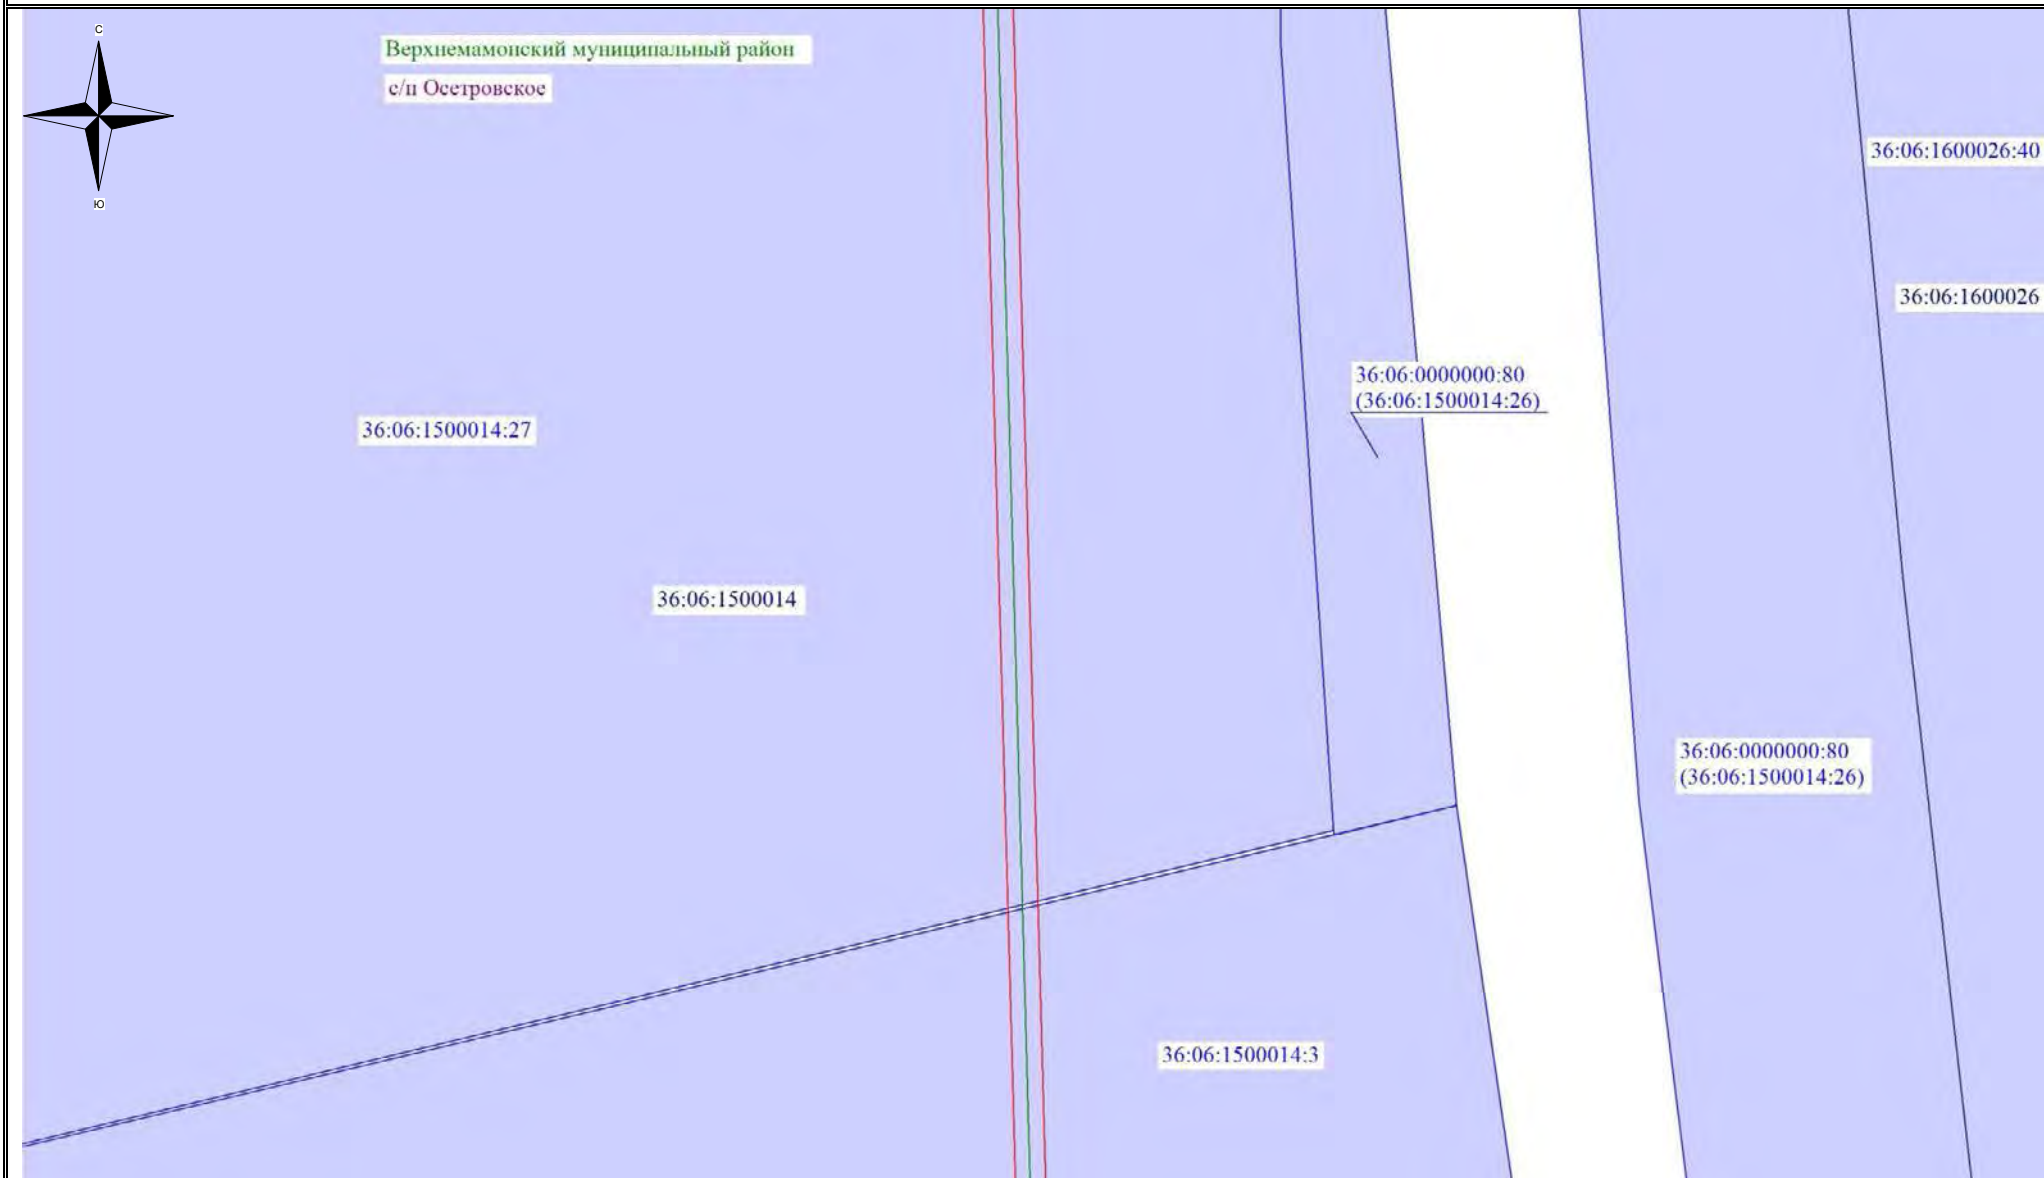 С
Ю
Верхнемамонский муниципальный район
с/п Осетровское
36:06:1600026:40
36:06:1600026
36:06:0000000:80
(36:06:1500014:26)
36:06:1500014:27
36:06:1500014
36:06:0000000:80
(36:06:1500014:26)
36:06:1500014:3